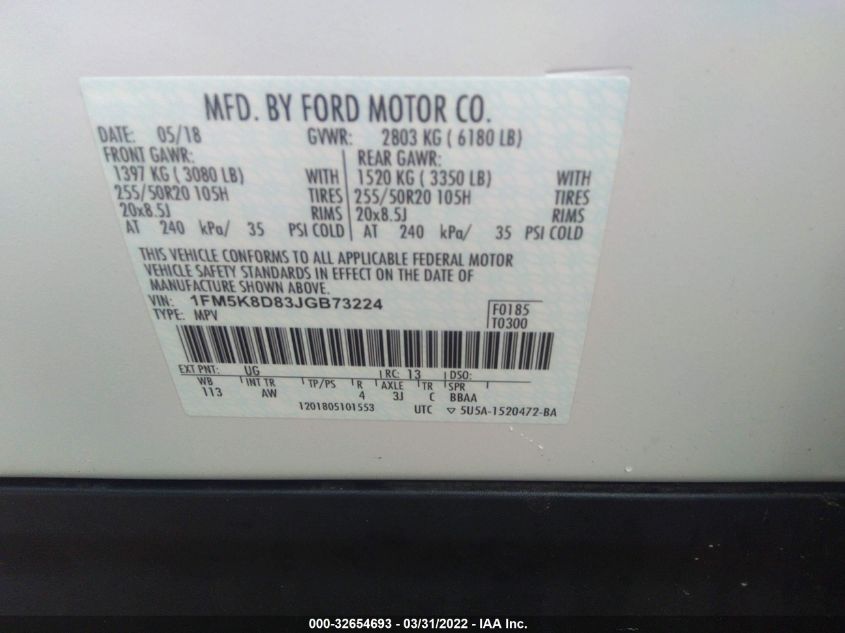 MFD. BY FORD MOTOR CO.
DATE: 05/18 GVWR: 2803 KG ( 6180 LB)
FRONT GAWR: REAR GAWR:
1397 KG ( 3080 LB) WITH 1520 KG ( 3350 LB) WITH
255/50R20 105H TIRES 255/50R20 105H TIRES
20x8.5J RIMS 20x8.5J RIMS
AT 240 kPa/ 35 PSI COLD AT 240 kPa/ 35 PSI COLD
THIS VEHICLE CONFORMS TO ALL APPLICABLE FEDERAL MOTOR
VEHICLE SAFETY STANDARDS IN EFFECT ON THE DATE OF
MANUFACTURE SHOWN ABOVE.
VIN: 1FM5K8D83JGB73224 F0185
TYPE: MPV T0300
EXT PNT: UG RC: 13 DSO:
WB INT TR TP/PS R AXLE TR SPR
113 AW 4 3J C BBAA
1201805101553 UTC ▽ 5U5A-1520472-BA
000-32654693 - 03/31/2022 - IAA Inc.